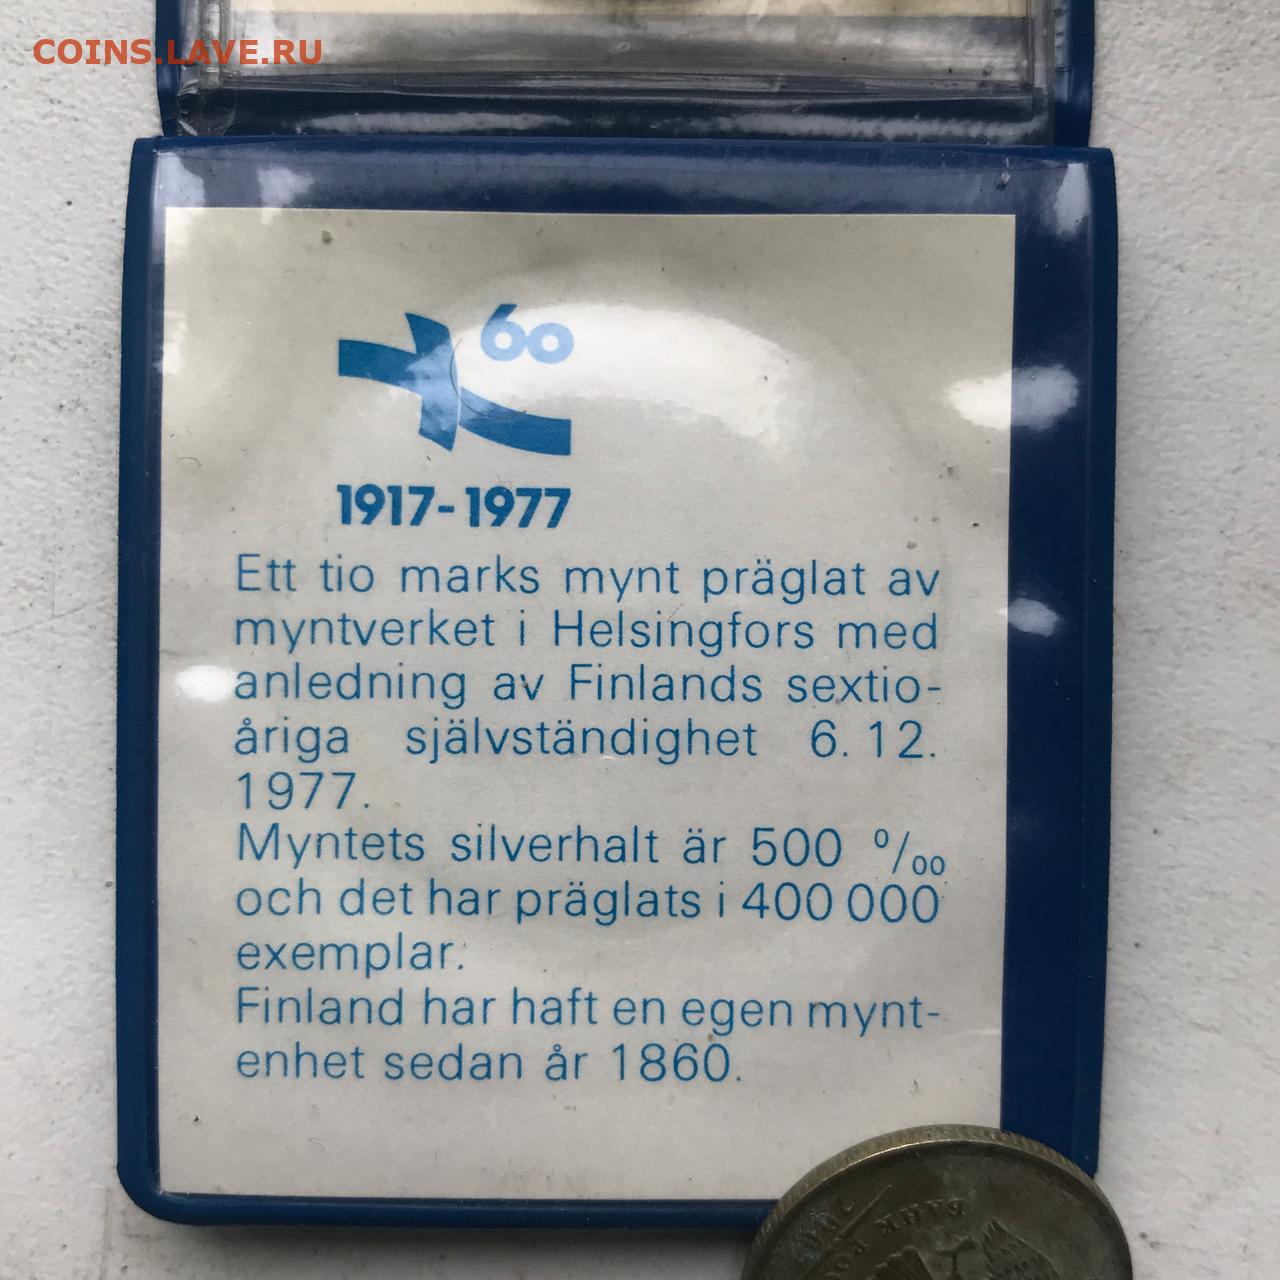 COINS.LAVE.RU
60
1917-1977
Ett tio marks mynt präglat av
myntverket i Helsingfors med
anledning av Finlands sextio-
åriga självständighet 6.12.
1977.
Myntets silverhalt är 500 ‰
och det har präglats i 400 000
exemplar.
Finland har haft en egen mynt-
enhet sedan år 1860.
БАНК